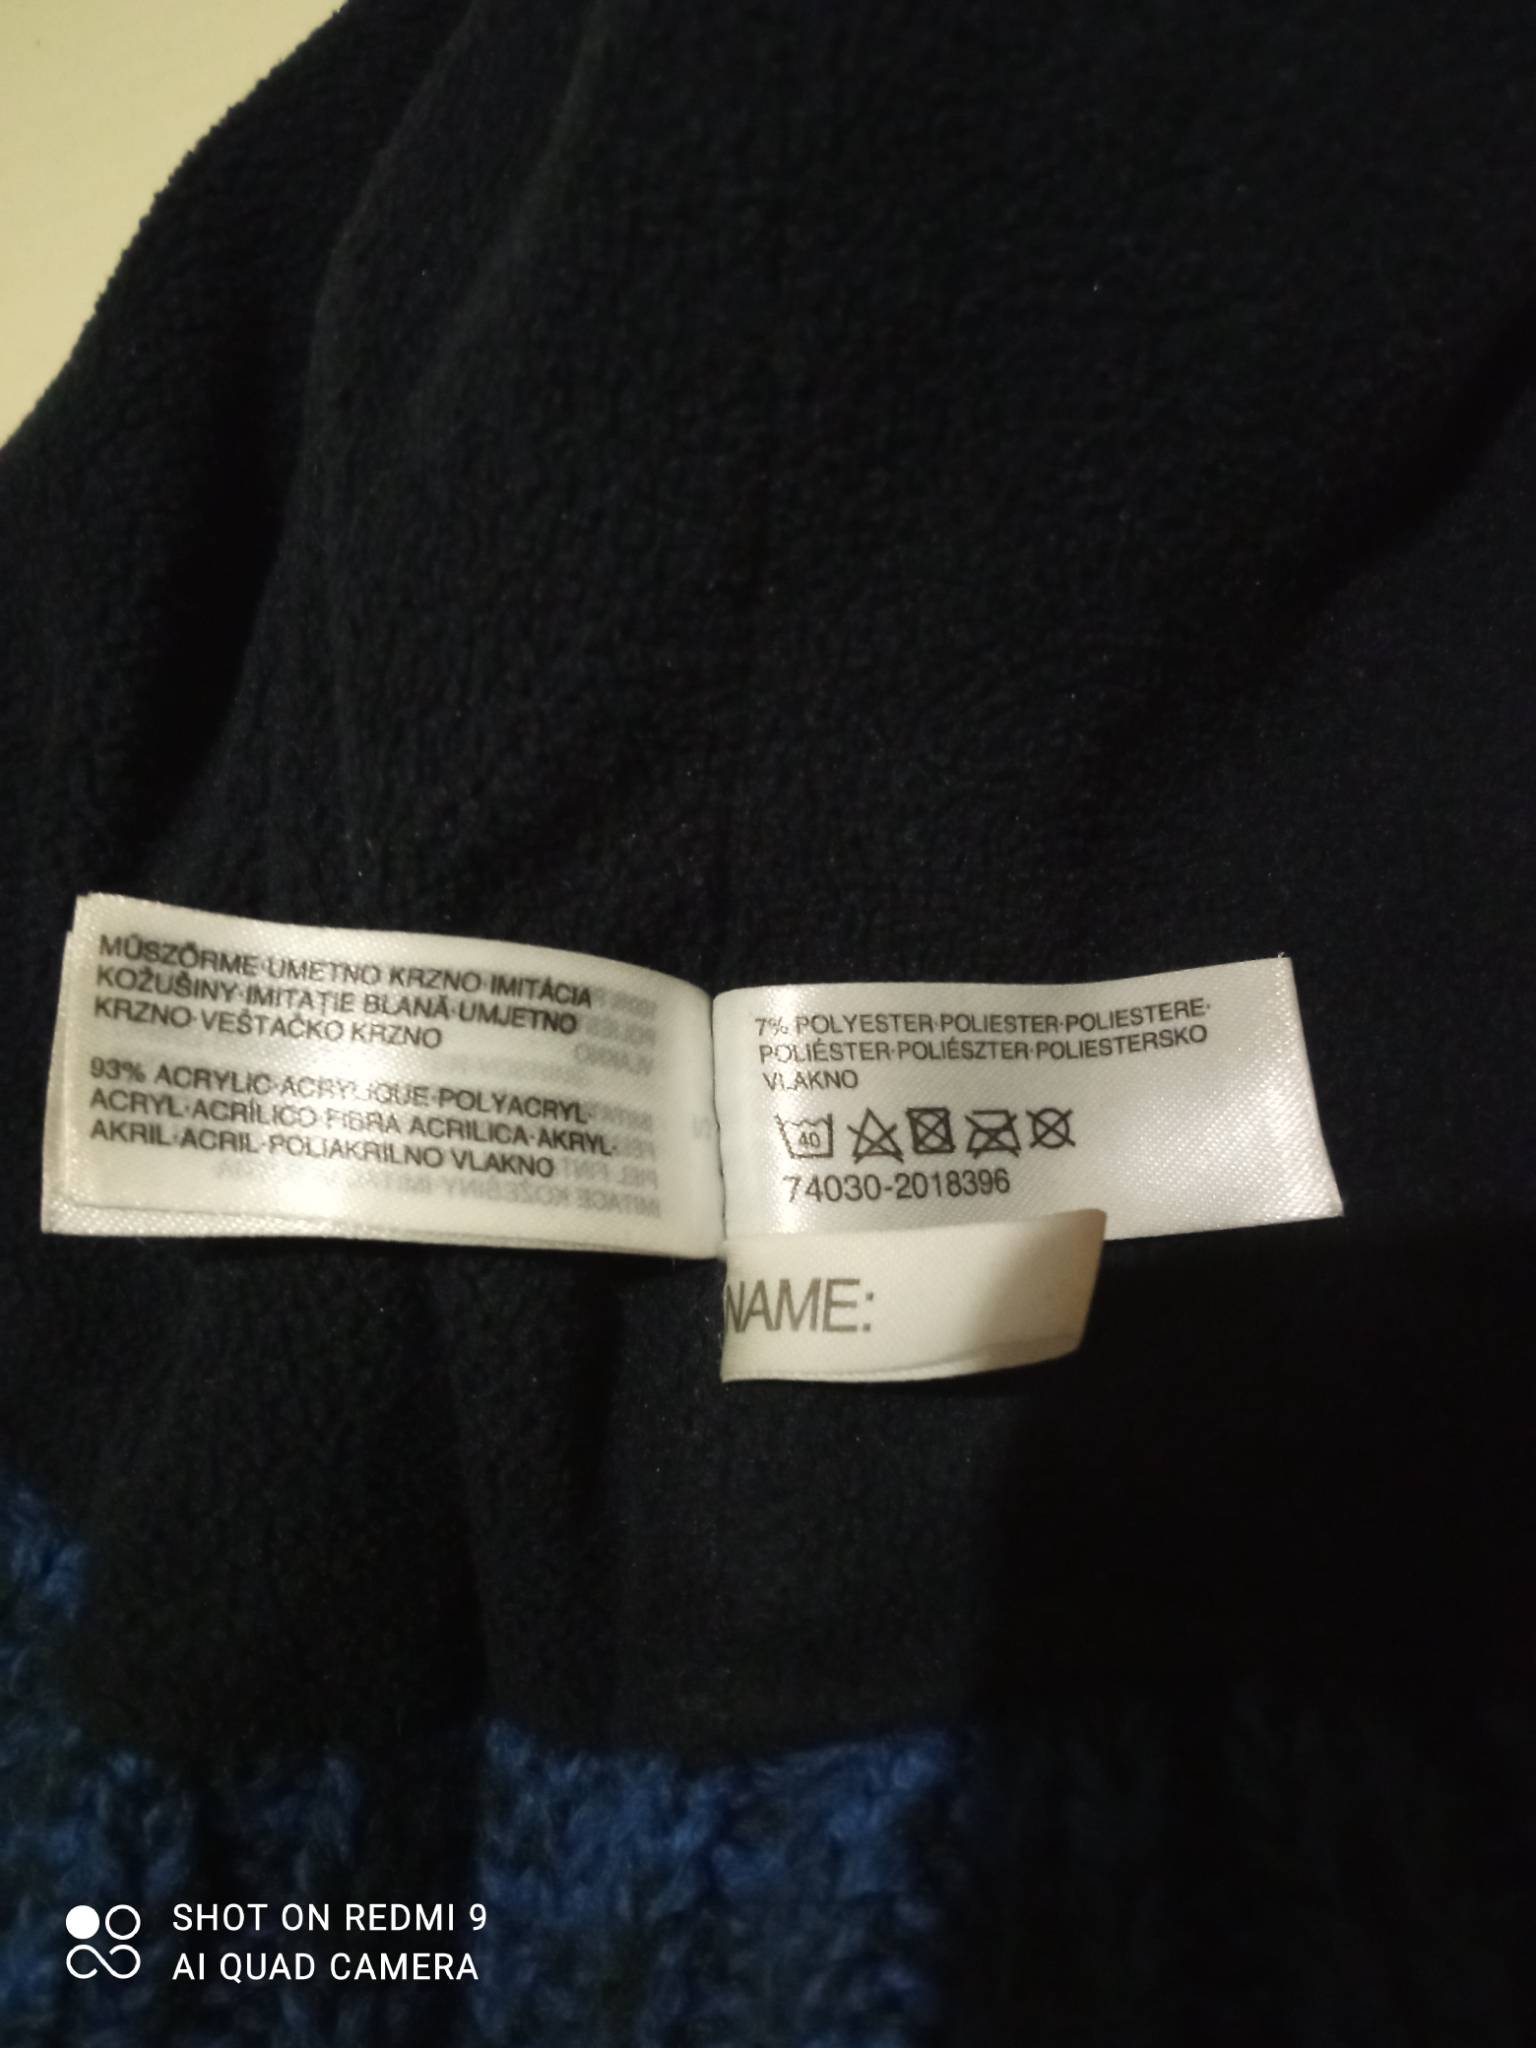 MŰSZŐRME·UMETNO KRZNO·IMITÁCIA
KOŽUŠINY·IMITAȚIE BLANĂ·UMJETNO
KRZNO·VEŠTAČKO KRZNO
93% ACRYLIC·ACRYLIQUE·POLYACRYL·
ACRYL·ACRÍLICO·FIBRA ACRILICA·AKRYL·
AKRIL·ACRIL·POLIAKRILNO VLAKNO
7% POLYESTER·POLIESTER·POLIESTERE·
POLIÉSTER·POLIÉSZTER·POLIESTERSKO
VLAKNO
40
74030-2018396
NAME:
SHOT ON REDMI 9
AI QUAD CAMERA